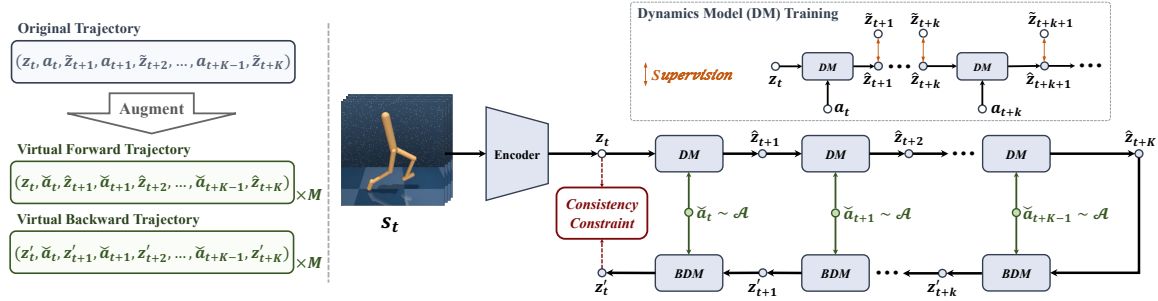 Original Trajectory
(z_t, a_t, z̃_{t+1}, a_{t+1}, z̃_{t+2}, ..., a_{t+K-1}, z̃_{t+K})
Augment
Virtual Forward Trajectory
(z_t, ă_t, ẑ_{t+1}, ă_{t+1}, ẑ_{t+2}, ..., ă_{t+K-1}, ẑ_{t+K}) ×M
Virtual Backward Trajectory
(z'_t, ă_t, z'_{t+1}, ă_{t+1}, z'_{t+2}, ..., ă_{t+K-1}, z'_{t+K}) ×M
Dynamics Model (DM) Training
z̃_{t+1} z̃_{t+k} z̃_{t+k+1}
Supervision
z_t DM ẑ_{t+1} ẑ_{t+k} DM ẑ_{t+k+1}
a_t a_{t+k}
s_t
Encoder
z_t DM ẑ_{t+1} DM ẑ_{t+2} DM ẑ_{t+K}
Consistency
Constraint
ă_t ~ 𝒜 ă_{t+1} ~ 𝒜 ă_{t+K-1} ~ 𝒜
z'_t BDM z'_{t+1} BDM z'_{t+k} BDM